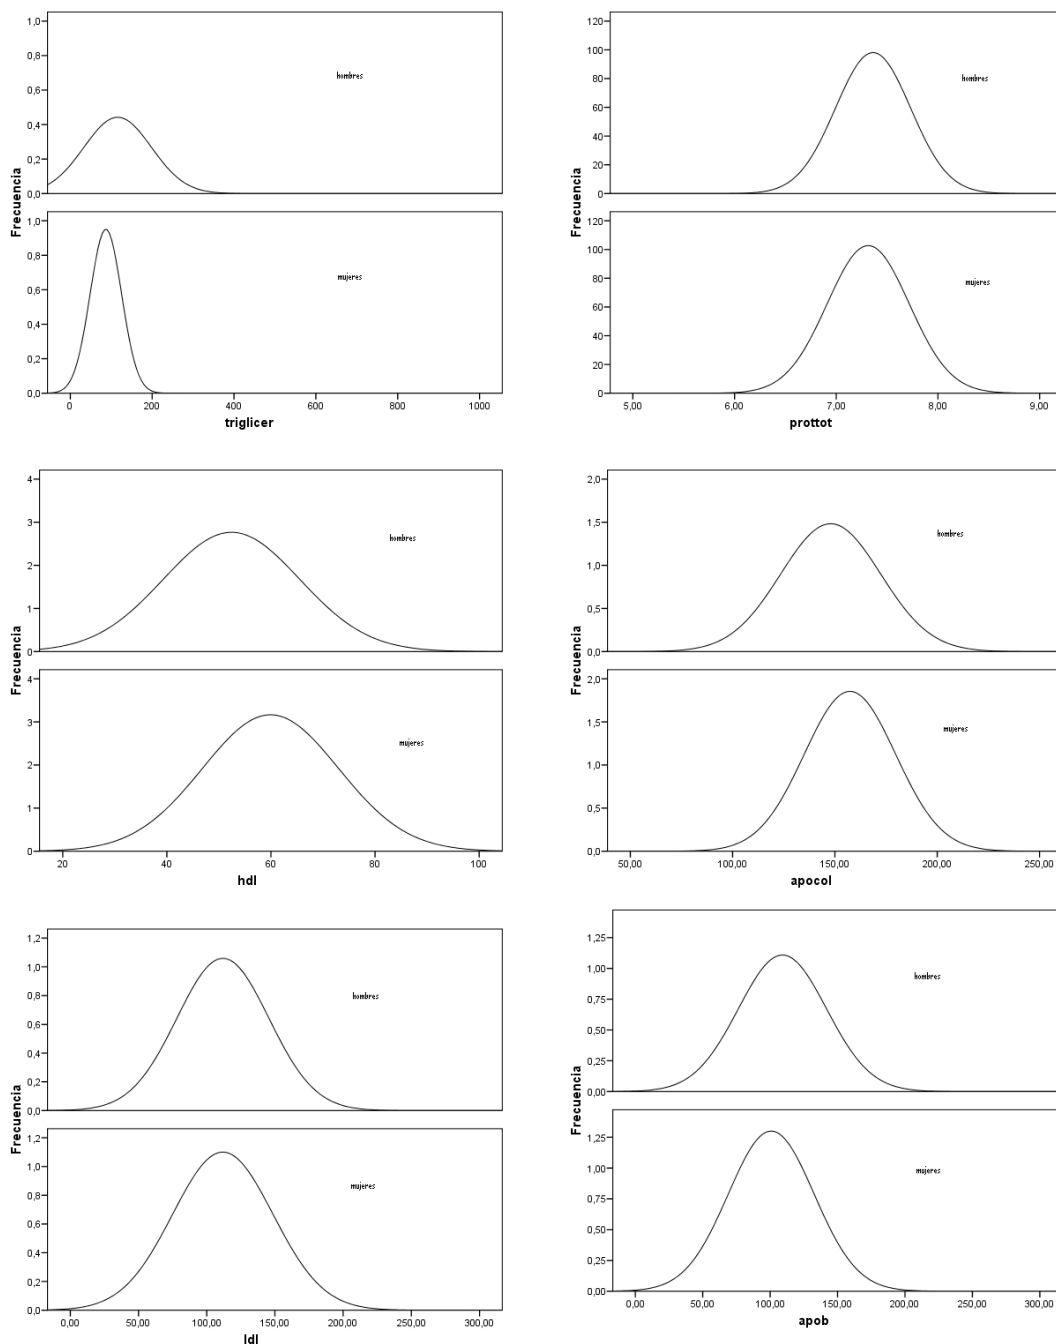 1,0
0,8
0,6
0,4
0,2
0,0
hombres
Frecuencia
1,0
0,8
0,6
0,4
0,2
0,0
mujeres
0 200 400 600 800 1000
triglicer
120
100
80
60
40
20
0
hombres
Frecuencia
120
100
80
60
40
20
0
mujeres
5,00 6,00 7,00 8,00 9,00
prottot
4
3
2
1
0
hombres
Frecuencia
4
3
2
1
0
mujeres
20 40 60 80 100
hdl
2,0
1,5
1,0
0,5
0,0
hombres
Frecuencia
2,0
1,5
1,0
0,5
0,0
mujeres
50,00 100,00 150,00 200,00 250,00
apocol
1,2
1,0
0,8
0,6
0,4
0,2
0,0
hombres
Frecuencia
1,2
1,0
0,8
0,6
0,4
0,2
0,0
mujeres
0,00 50,00 100,00 150,00 200,00 250,00 300,00
ldl
1,25
1,00
0,75
0,50
0,25
0,00
hombres
Frecuencia
1,25
1,00
0,75
0,50
0,25
0,00
mujeres
0,00 50,00 100,00 150,00 200,00 250,00 300,00
apob